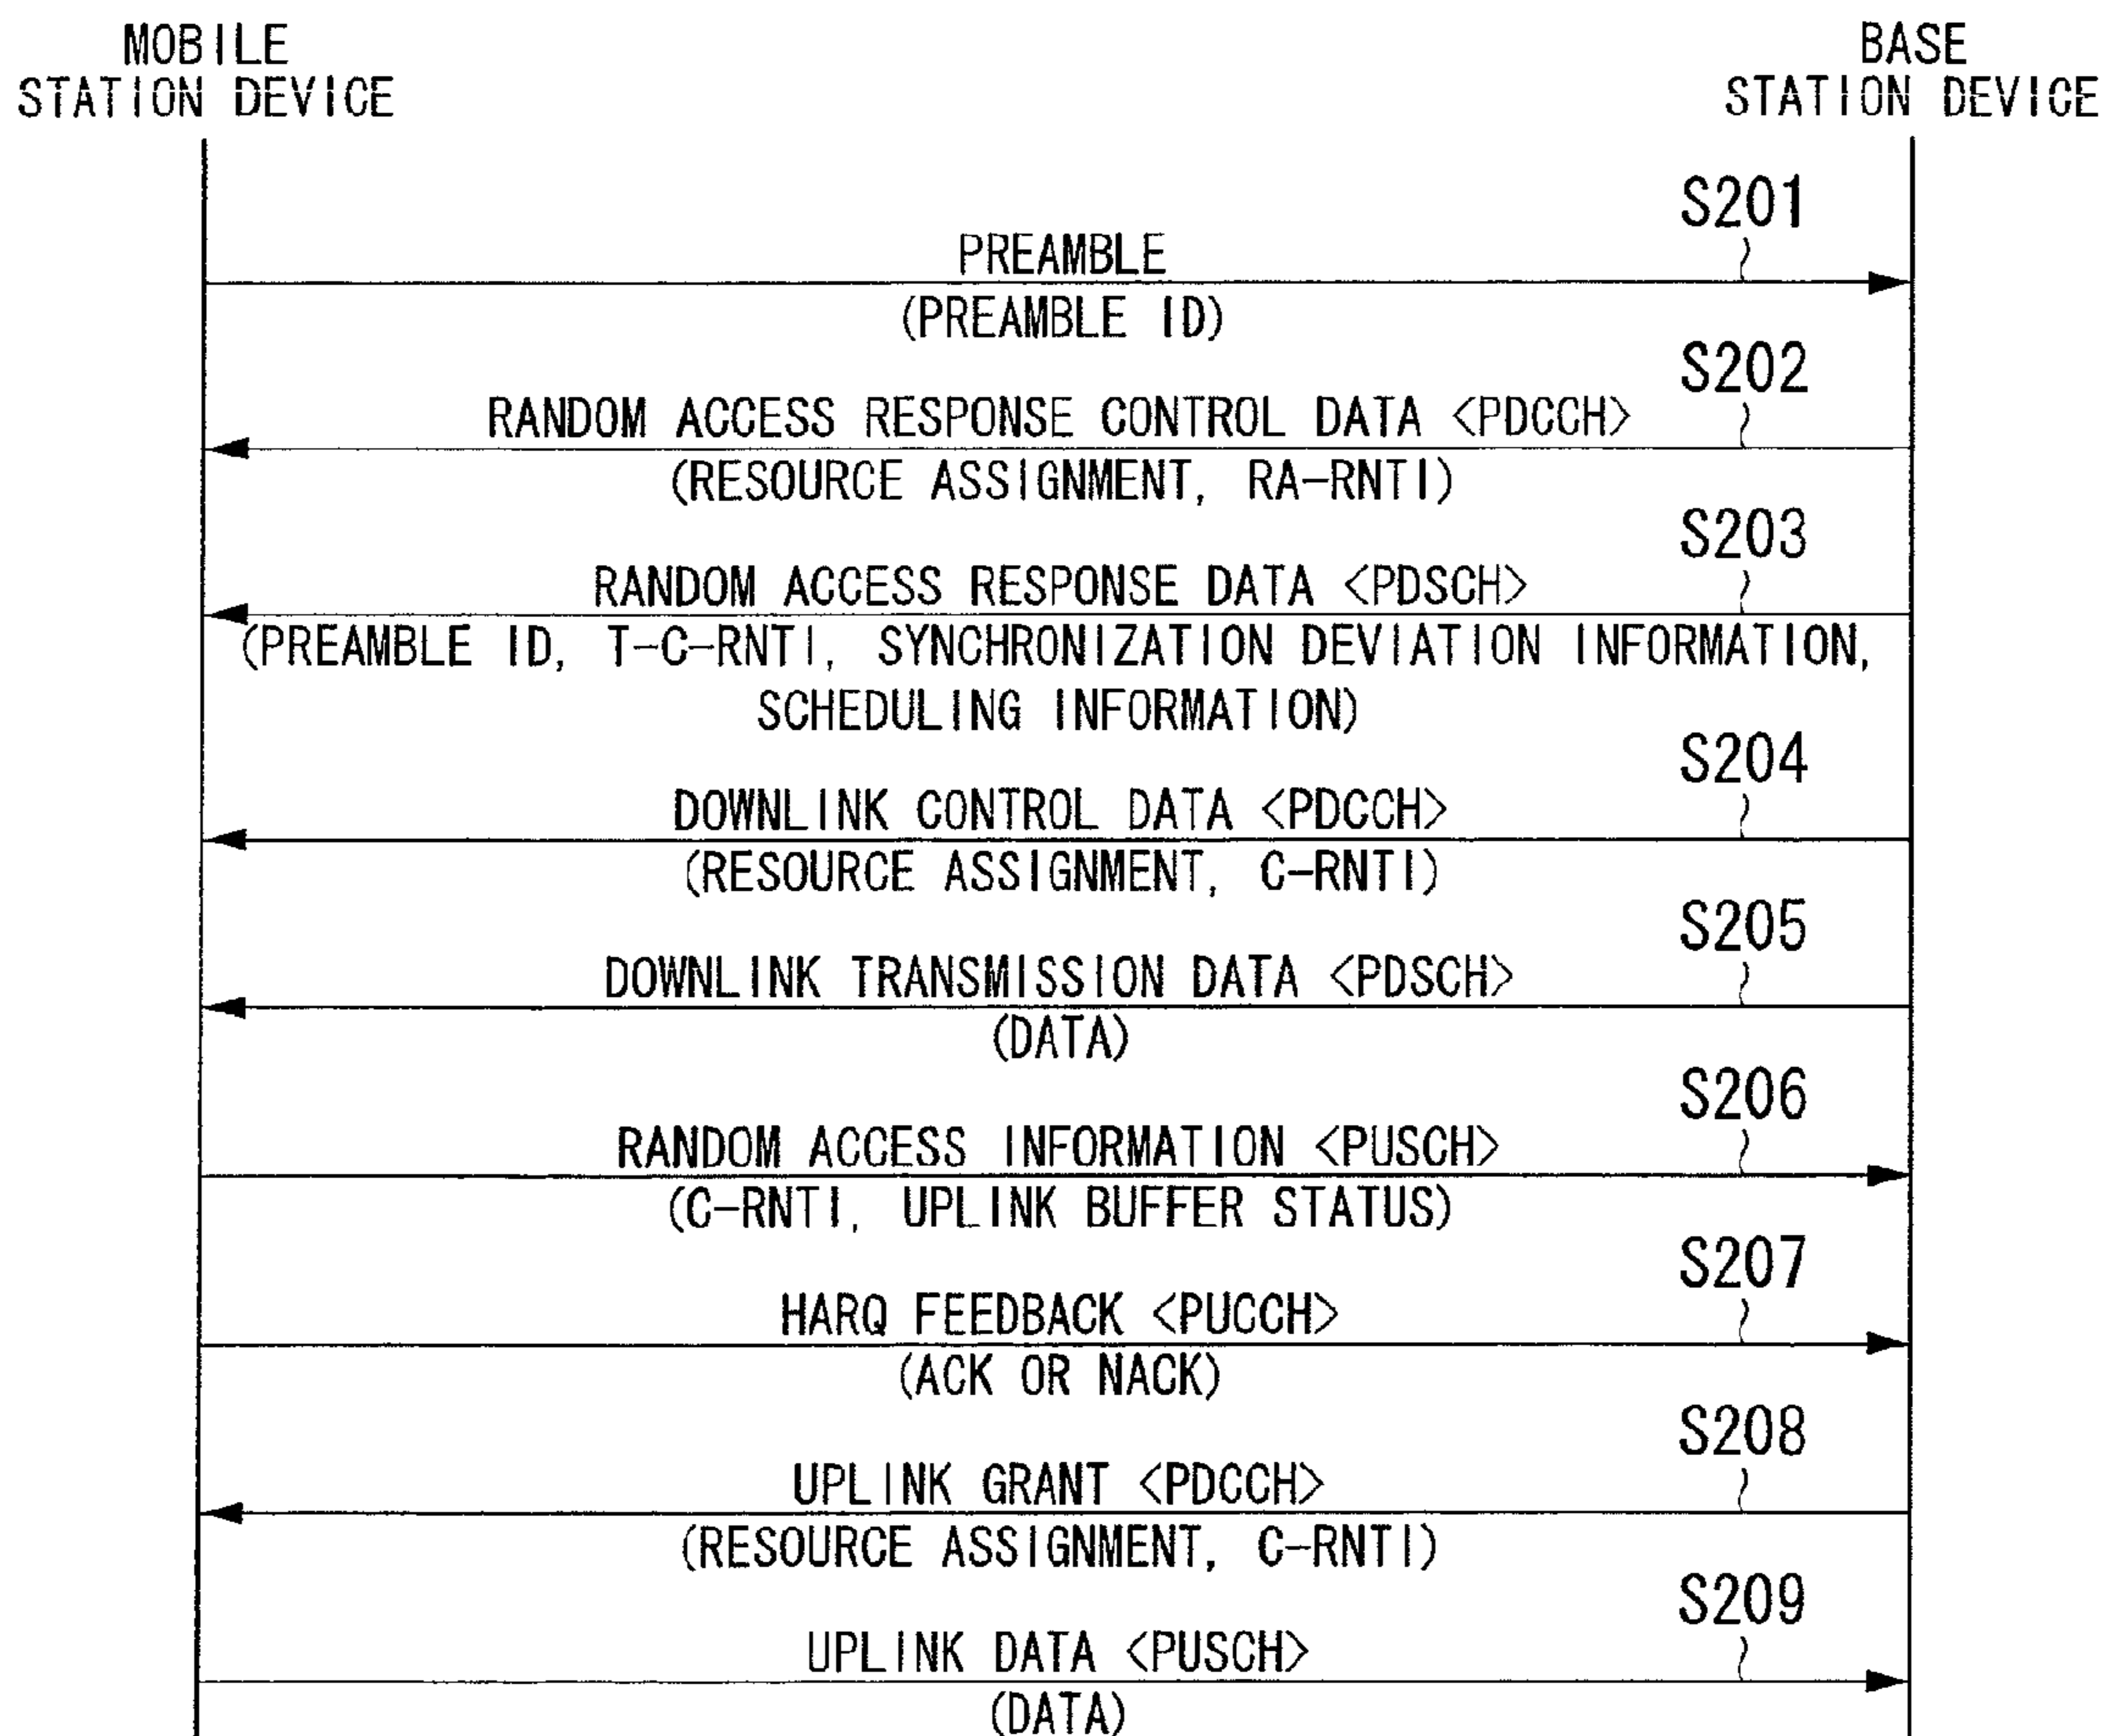 MOBILE
STATION DEVICE
BASE
STATION DEVICE
S201
PREAMBLE
(PREAMBLE ID)
S202
RANDOM ACCESS RESPONSE CONTROL DATA <PDCCH>
(RESOURCE ASSIGNMENT, RA-RNTI)
S203
RANDOM ACCESS RESPONSE DATA <PDSCH>
(PREAMBLE ID, T-C-RNTI, SYNCHRONIZATION DEVIATION INFORMATION,
SCHEDULING INFORMATION)
S204
DOWNLINK CONTROL DATA <PDCCH>
(RESOURCE ASSIGNMENT, C-RNTI)
S205
DOWNLINK TRANSMISSION DATA <PDSCH>
(DATA)
S206
RANDOM ACCESS INFORMATION <PUSCH>
(C-RNTI, UPLINK BUFFER STATUS)
S207
HARQ FEEDBACK <PUCCH>
(ACK OR NACK)
S208
UPLINK GRANT <PDCCH>
(RESOURCE ASSIGNMENT, C-RNTI)
S209
UPLINK DATA <PUSCH>
(DATA)